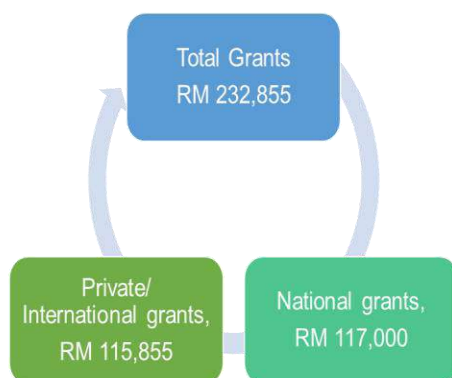 Total Grants
RM 232,855
Private/
International grants,
RM 115,855
National grants,
RM 117,000